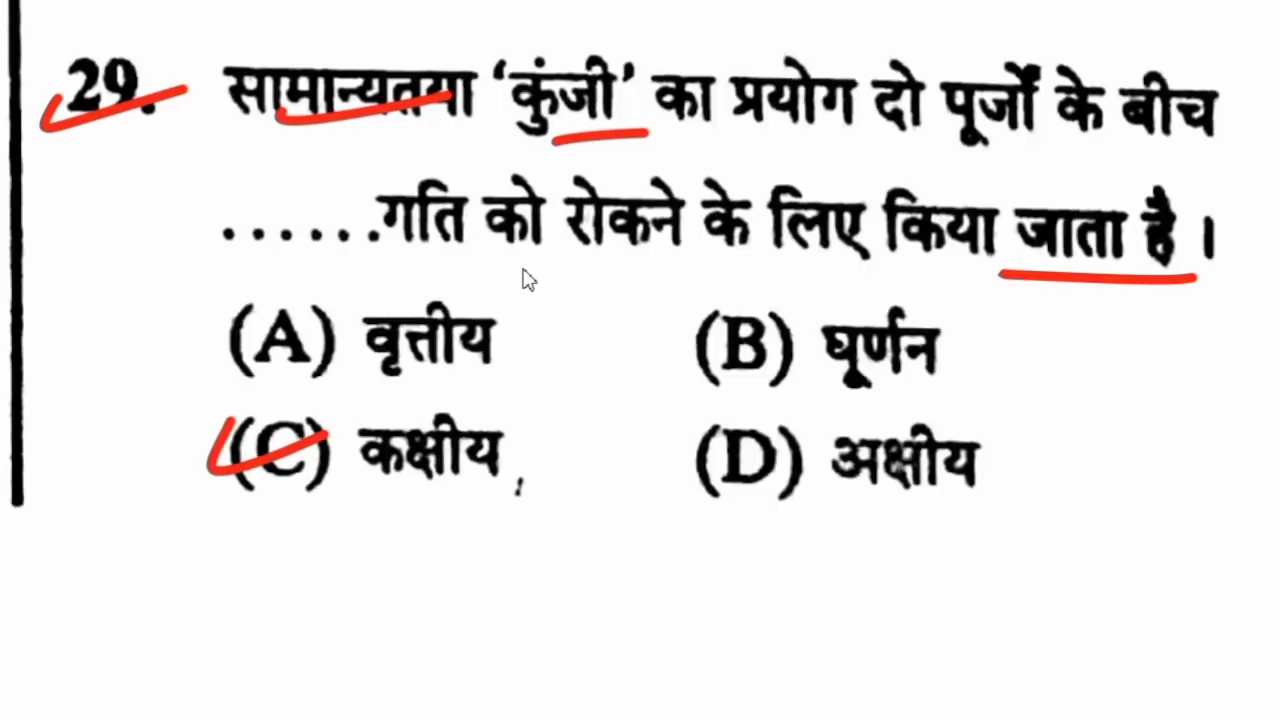 29. सामान्यतया ‘कुंजी’ का प्रयोग दो पूर्जों के बीच
......गति को रोकने के लिए किया जाता है ।
(A) वृत्तीय (B) घूर्णन
(C) कक्षीय (D) अक्षीय